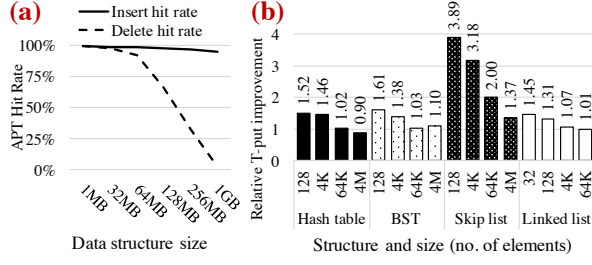 (a)
Insert hit rate
Delete hit rate
APT Hit Rate
100%
75%
50%
25%
0%
1MB
32MB
64MB
128MB
256MB
1GB
Data structure size
(b)
Relative T-put improvement
4
3
2
1
0
1.52
1.46
1.02
0.90
1.61
1.38
1.03
1.10
3.89
3.18
2.00
1.37
1.45
1.31
1.07
1.01
128
4K
64K
4M
128
4K
64K
4M
128
4K
64K
4M
32
128
4K
64K
Hash table
BST
Skip list
Linked list
Structure and size (no. of elements)